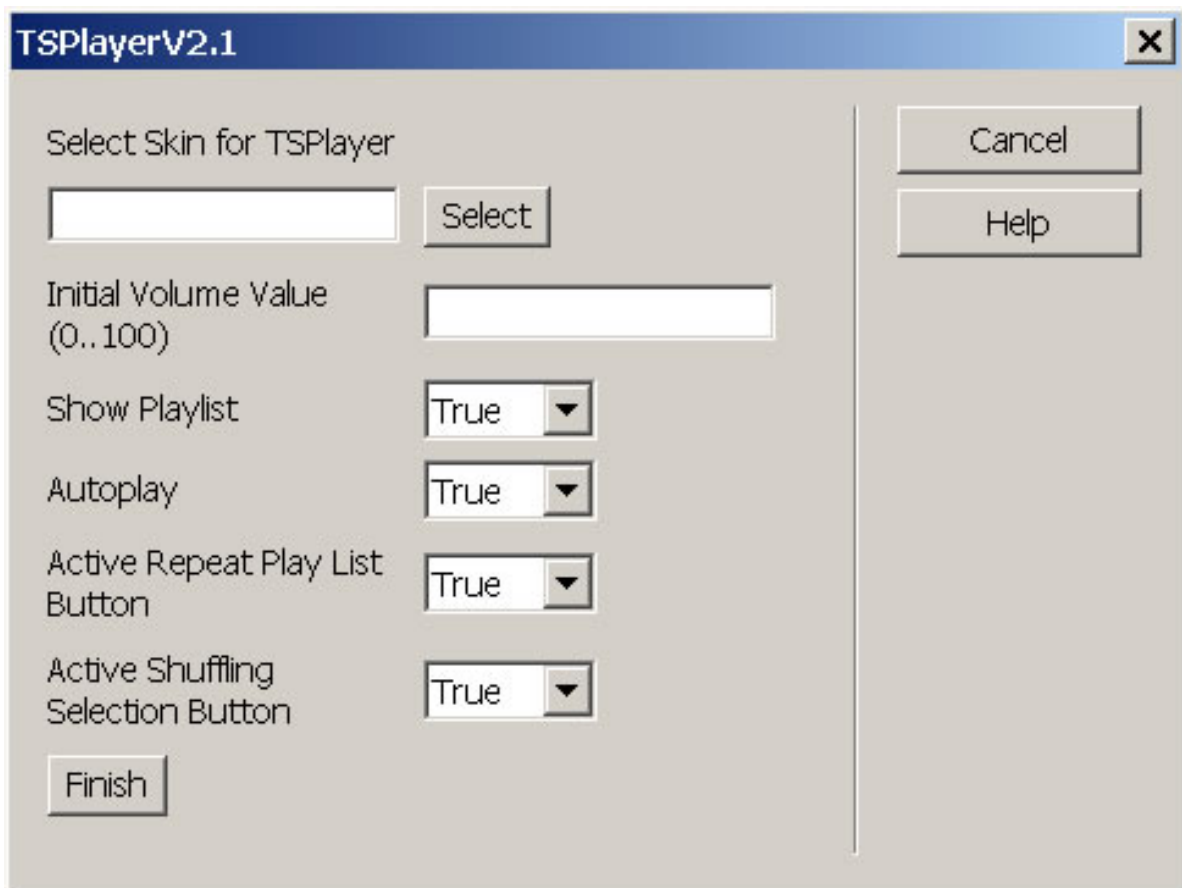 TSPlayerV2.1
Select Skin for TSPlayer
Select
Initial Volume Value
(0..100)
Show Playlist
True
Autoplay
True
Active Repeat Play List
Button
True
Active Shuffling
Selection Button
True
Finish
Cancel
Help